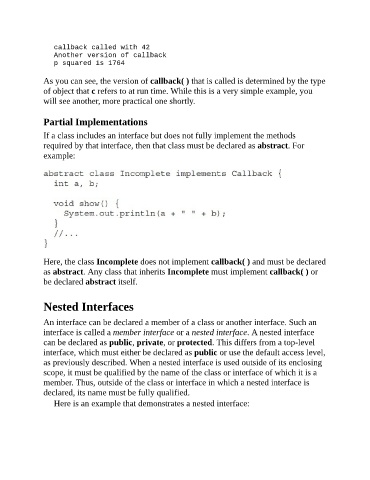 callback called with 42
Another version of callback
p squared is 1764
As you can see, the version of callback( ) that is called is determined by the type
of object that c refers to at run time. While this is a very simple example, you
will see another, more practical one shortly.
Partial Implementations
If a class includes an interface but does not fully implement the methods
required by that interface, then that class must be declared as abstract. For
example:
abstract class Incomplete implements Callback {
int a, b;
void show() {
System.out.println(a + " " + b);
}
//...
}
Here, the class Incomplete does not implement callback( ) and must be declared
as abstract. Any class that inherits Incomplete must implement callback( ) or
be declared abstract itself.
Nested Interfaces
An interface can be declared a member of a class or another interface. Such an
interface is called a member interface or a nested interface. A nested interface
can be declared as public, private, or protected. This differs from a top-level
interface, which must either be declared as public or use the default access level,
as previously described. When a nested interface is used outside of its enclosing
scope, it must be qualified by the name of the class or interface of which it is a
member. Thus, outside of the class or interface in which a nested interface is
declared, its name must be fully qualified.
Here is an example that demonstrates a nested interface: